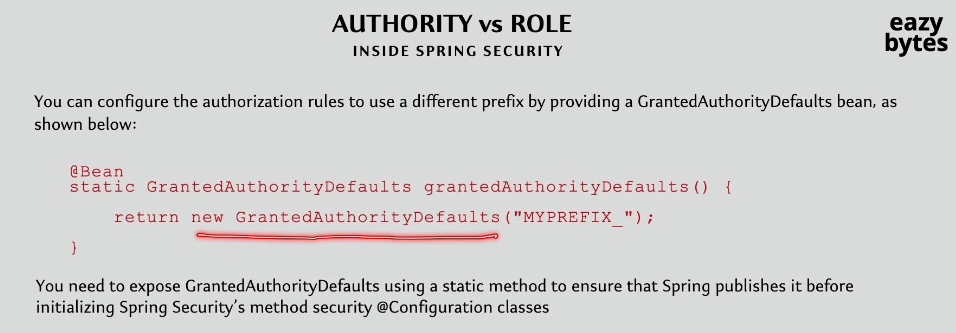 AUTHORITY vs ROLE
INSIDE SPRING SECURITY
eazy
bytes
You can configure the authorization rules to use a different prefix by providing a GrantedAuthorityDefaults bean, as
shown below:
@Bean
static GrantedAuthorityDefaults grantedAuthorityDefaults() {
return new GrantedAuthorityDefaults("MYPREFIX_");
}
You need to expose GrantedAuthorityDefaults using a static method to ensure that Spring publishes it before
initializing Spring Security's method security @Configuration classes